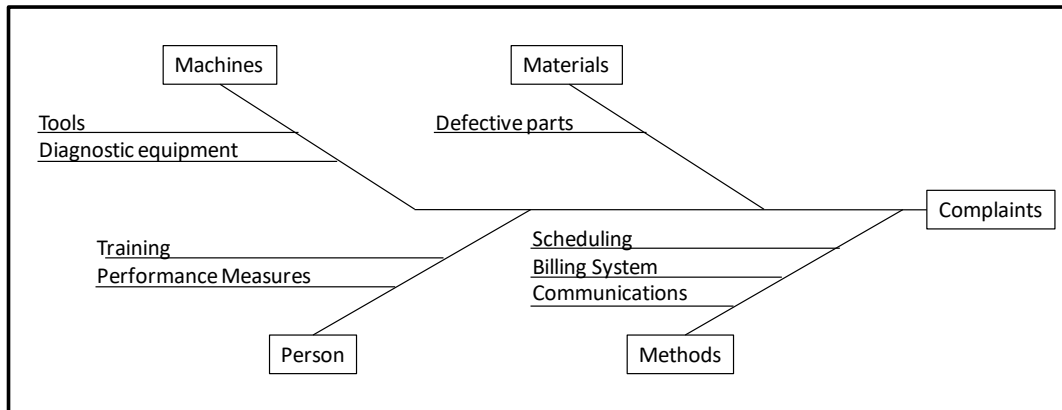 Machines
Materials
Tools
Diagnostic equipment
Defective parts
Complaints
Training
Performance Measures
Scheduling
Billing System
Communications
Person
Methods